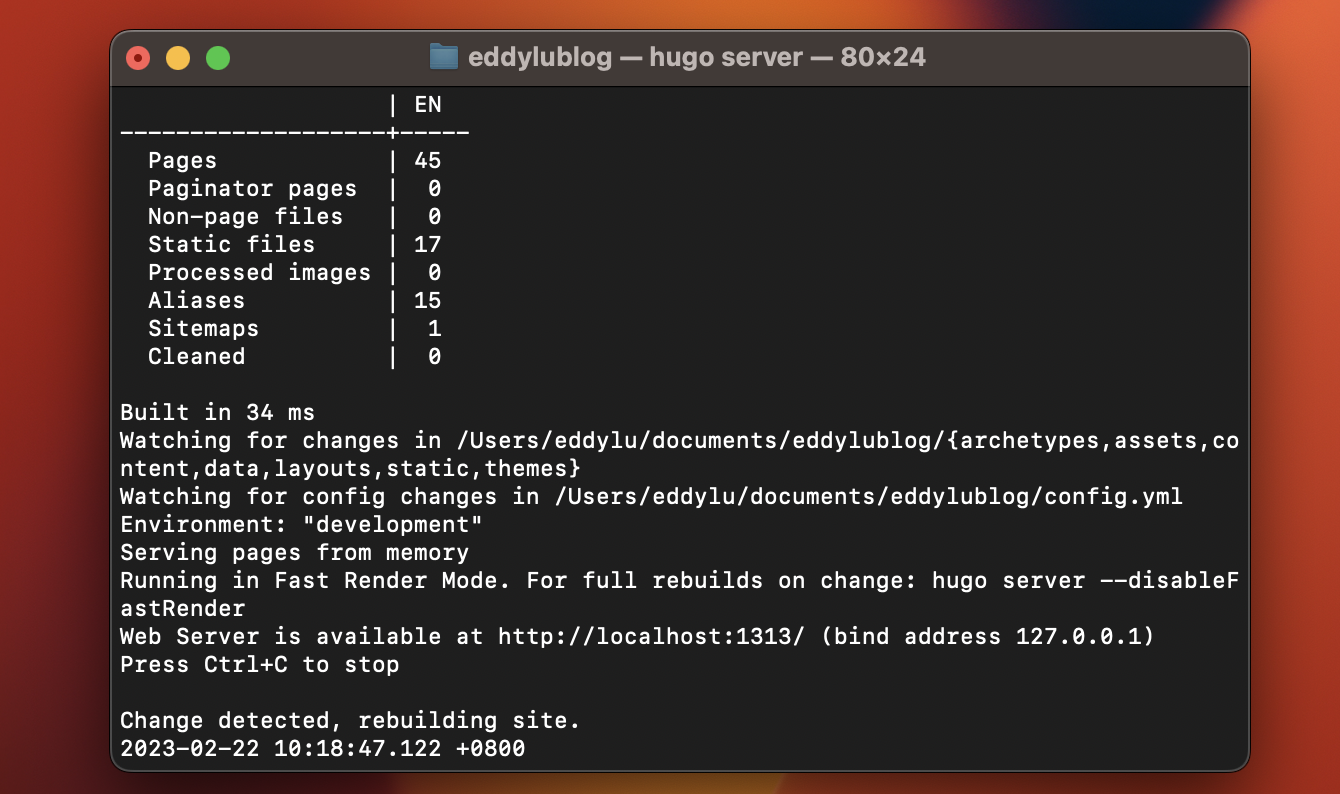 eddylublog — hugo server — 80×24
                   | EN
-------------------+-----
  Pages            | 45
  Paginator pages  |  0
  Non-page files   |  0
  Static files     | 17
  Processed images |  0
  Aliases          | 15
  Sitemaps         |  1
  Cleaned          |  0
Built in 34 ms
Watching for changes in /Users/eddylu/documents/eddylublog/{archetypes,assets,co
ntent,data,layouts,static,themes}
Watching for config changes in /Users/eddylu/documents/eddylublog/config.yml
Environment: "development"
Serving pages from memory
Running in Fast Render Mode. For full rebuilds on change: hugo server --disableF
astRender
Web Server is available at http://localhost:1313/ (bind address 127.0.0.1)
Press Ctrl+C to stop
Change detected, rebuilding site.
2023-02-22 10:18:47.122 +0800